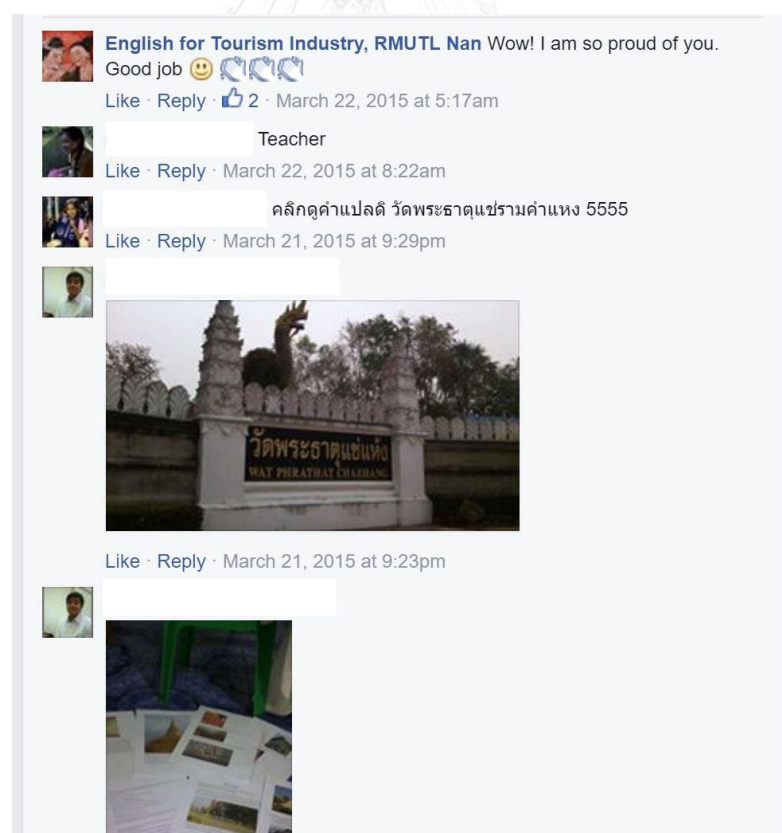 English for Tourism Industry, RMUTL Nan Wow! I am so proud of you.
Good job
Like · Reply · 2 · March 22, 2015 at 5:17am
Teacher
Like · Reply · March 22, 2015 at 8:22am
คลิกดูคำแปลดิ วัดพระธาตุแช่รามคำแหง 5555
Like · Reply · March 21, 2015 at 9:29pm
วัดพระธาตุแช่แห้ง
WAT PHRATHAT CHAEHANG
Like · Reply · March 21, 2015 at 9:23pm